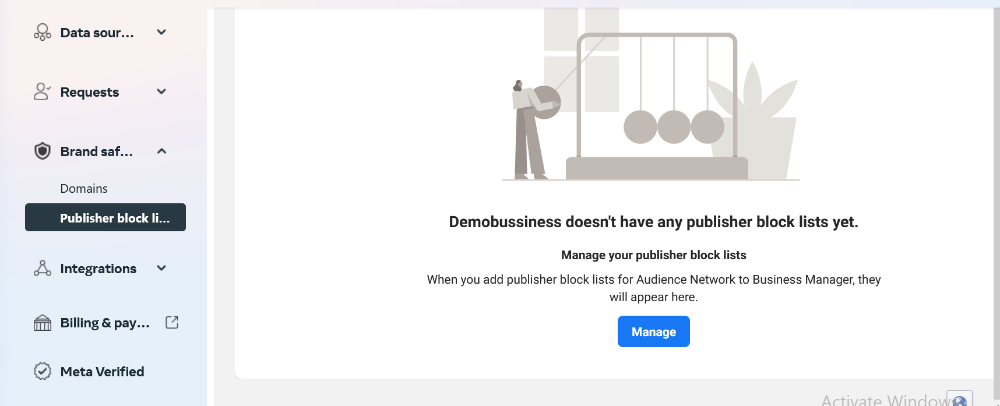 Data sour...
Requests
Brand saf...
Domains
Publisher block li...
Integrations
Billing & pay...
Meta Verified
Demobussiness doesn't have any publisher block lists yet.
Manage your publisher block lists
When you add publisher block lists for Audience Network to Business Manager, they
will appear here.
Manage
Activate Window